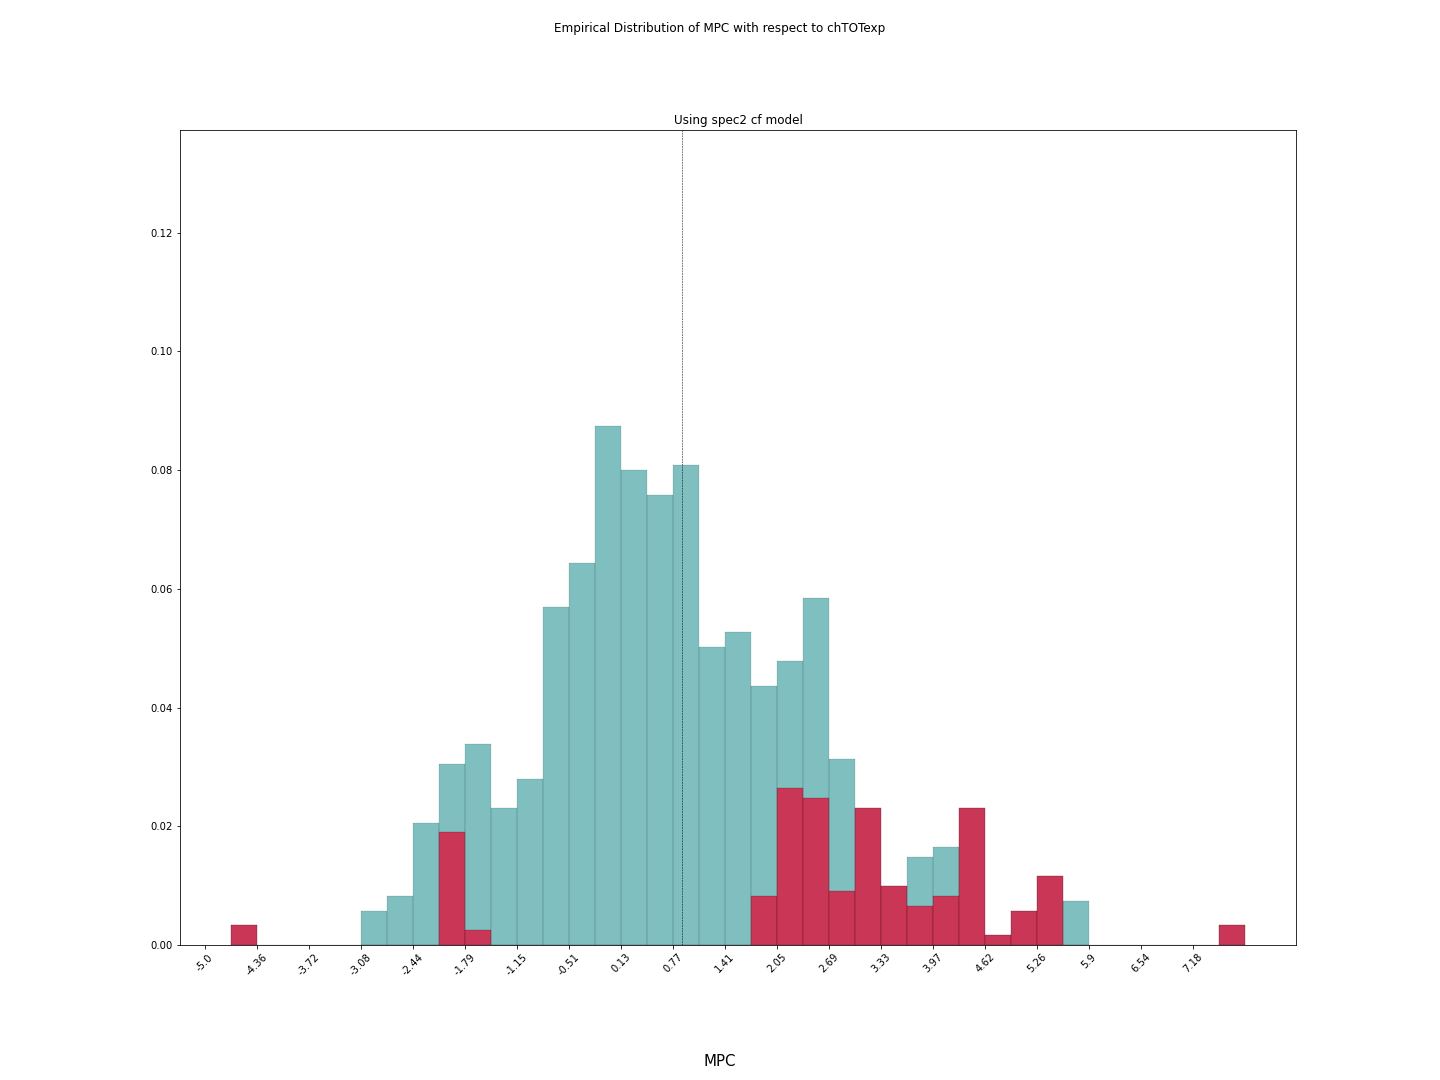 Empirical Distribution of MPC with respect to chTOTexp
Using spec2 cf model
0.12
0.10
0.08
0.06
0.04
0.02
0.00
-5.0 -4.36 -3.72 -3.08 -2.44 -1.79 -1.15 -0.51 0.13 0.77 1.41 2.05 2.69 3.33 3.97 4.62 5.26 5.9 6.54 7.18
MPC